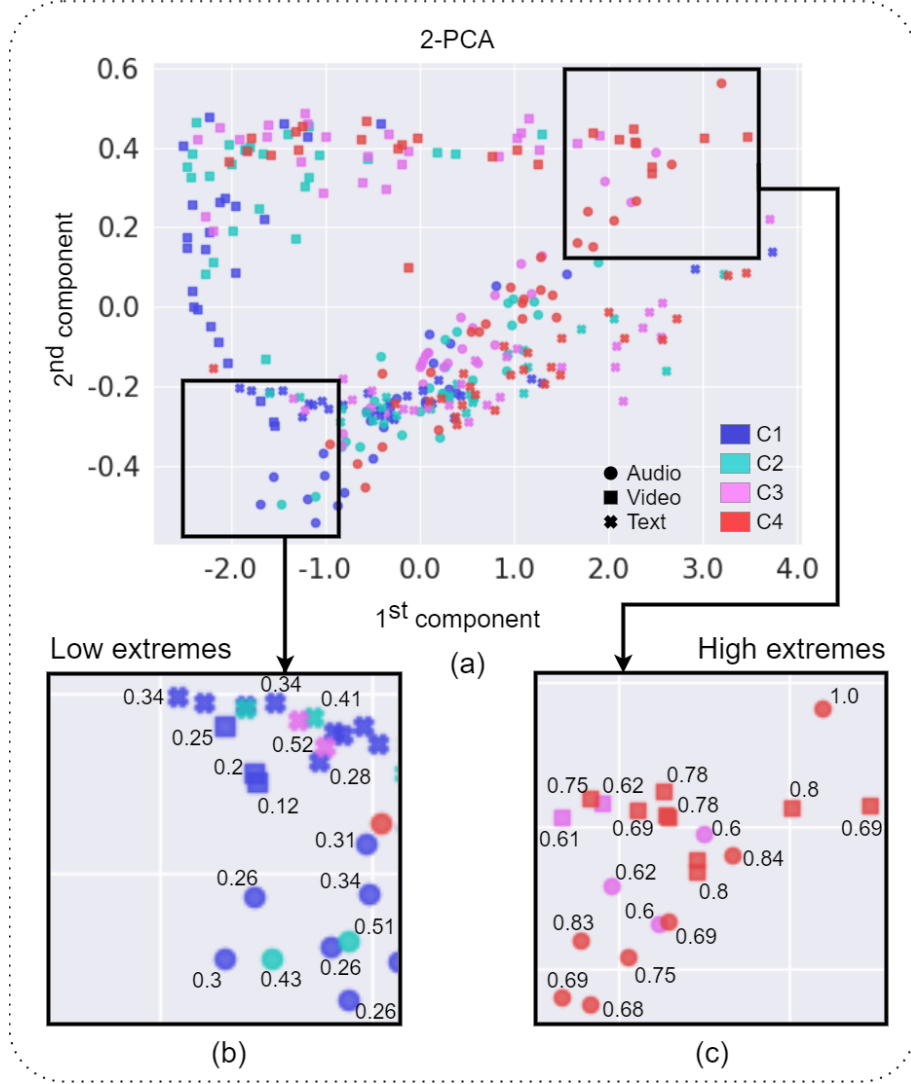 2-PCA
0.6
0.4
0.2
0.0
-0.2
-0.4
2nd component
Audio
Video
Text
C1
C2
C3
C4
-2.0 -1.0 0.0 1.0 2.0 3.0 4.0
1st component
(a)
Low extremes
0.34
0.34
0.41
0.25
0.52
0.2
0.28
0.12
0.31
0.26
0.34
0.51
0.3
0.43
0.26
0.26
(b)
High extremes
1.0
0.75
0.62
0.78
0.8
0.78
0.61
0.69
0.6
0.69
0.84
0.62
0.8
0.6
0.83
0.69
0.75
0.69
0.68
(c)